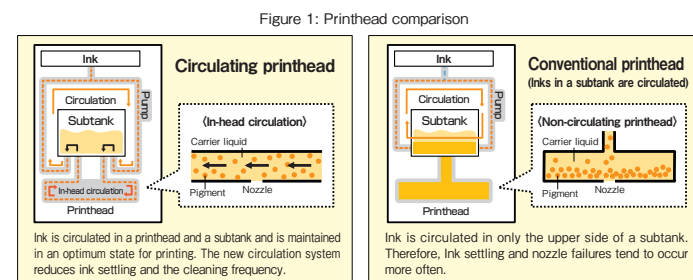 Figure 1: Printhead comparison
Ink
Circulating printhead
Circulation
Pump
Subtank
〈In-head circulation〉
Carrier liquid
Pigment
Nozzle
In-head circulation
Printhead
Ink is circulated in a printhead and a subtank and is maintained
in an optimum state for printing. The new circulation system
reduces ink settling and the cleaning frequency.
Ink
Conventional printhead
(Inks in a subtank are circulated)
Circulation
Pump
Subtank
〈Non-circulating printhead〉
Carrier liquid
Pigment
Nozzle
Printhead
Ink is circulated in only the upper side of a subtank.
Therefore, Ink settling and nozzle failures tend to occur
more often.